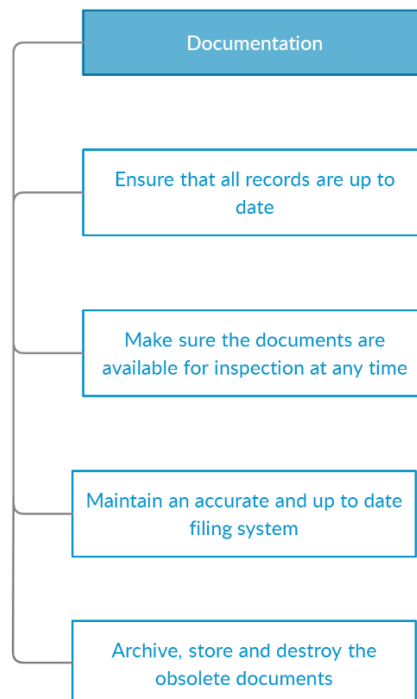 Documentation
Ensure that all records are up to
date
Make sure the documents are
available for inspection at any time
Maintain an accurate and up to date
filing system
Archive, store and destroy the
obsolete documents